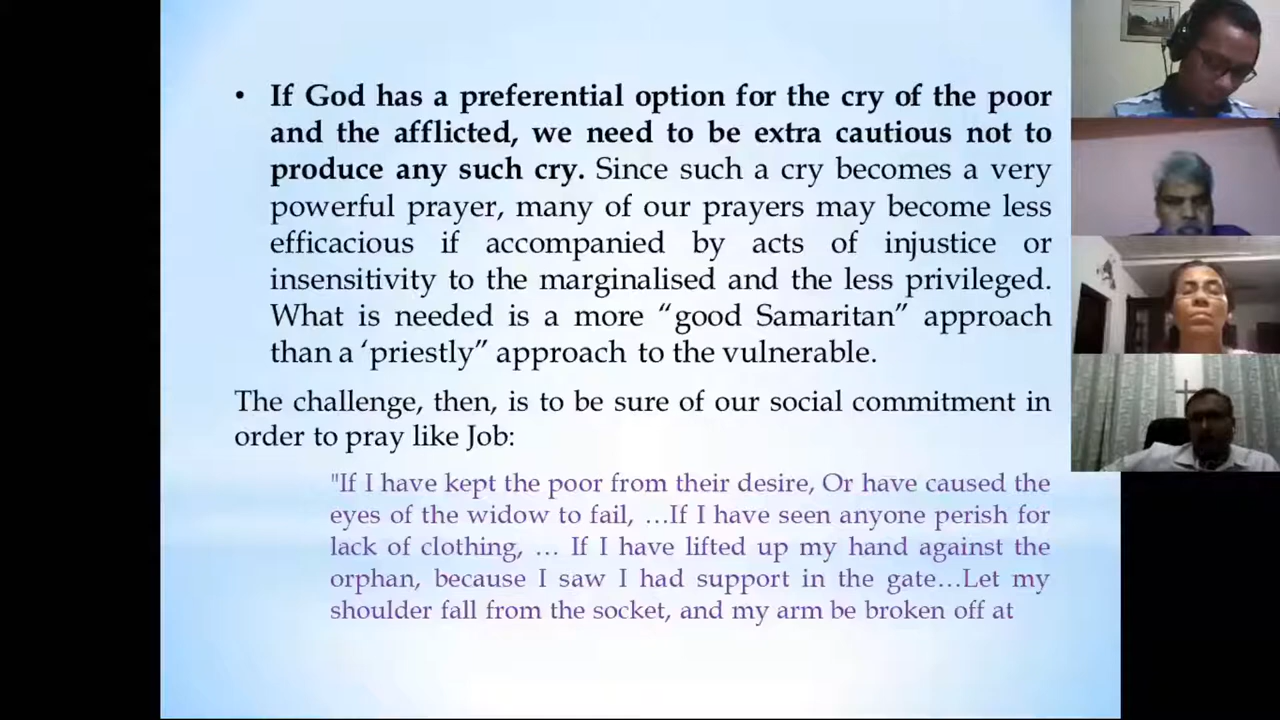 • If God has a preferential option for the cry of the poor
and the afflicted, we need to be extra cautious not to
produce any such cry. Since such a cry becomes a very
powerful prayer, many of our prayers may become less
efficacious if accompanied by acts of injustice or
insensitivity to the marginalised and the less privileged.
What is needed is a more “good Samaritan” approach
than a ‘priestly” approach to the vulnerable.
The challenge, then, is to be sure of our social commitment in
order to pray like Job:
"If I have kept the poor from their desire, Or have caused the
eyes of the widow to fail, …If I have seen anyone perish for
lack of clothing, … If I have lifted up my hand against the
orphan, because I saw I had support in the gate…Let my
shoulder fall from the socket, and my arm be broken off at